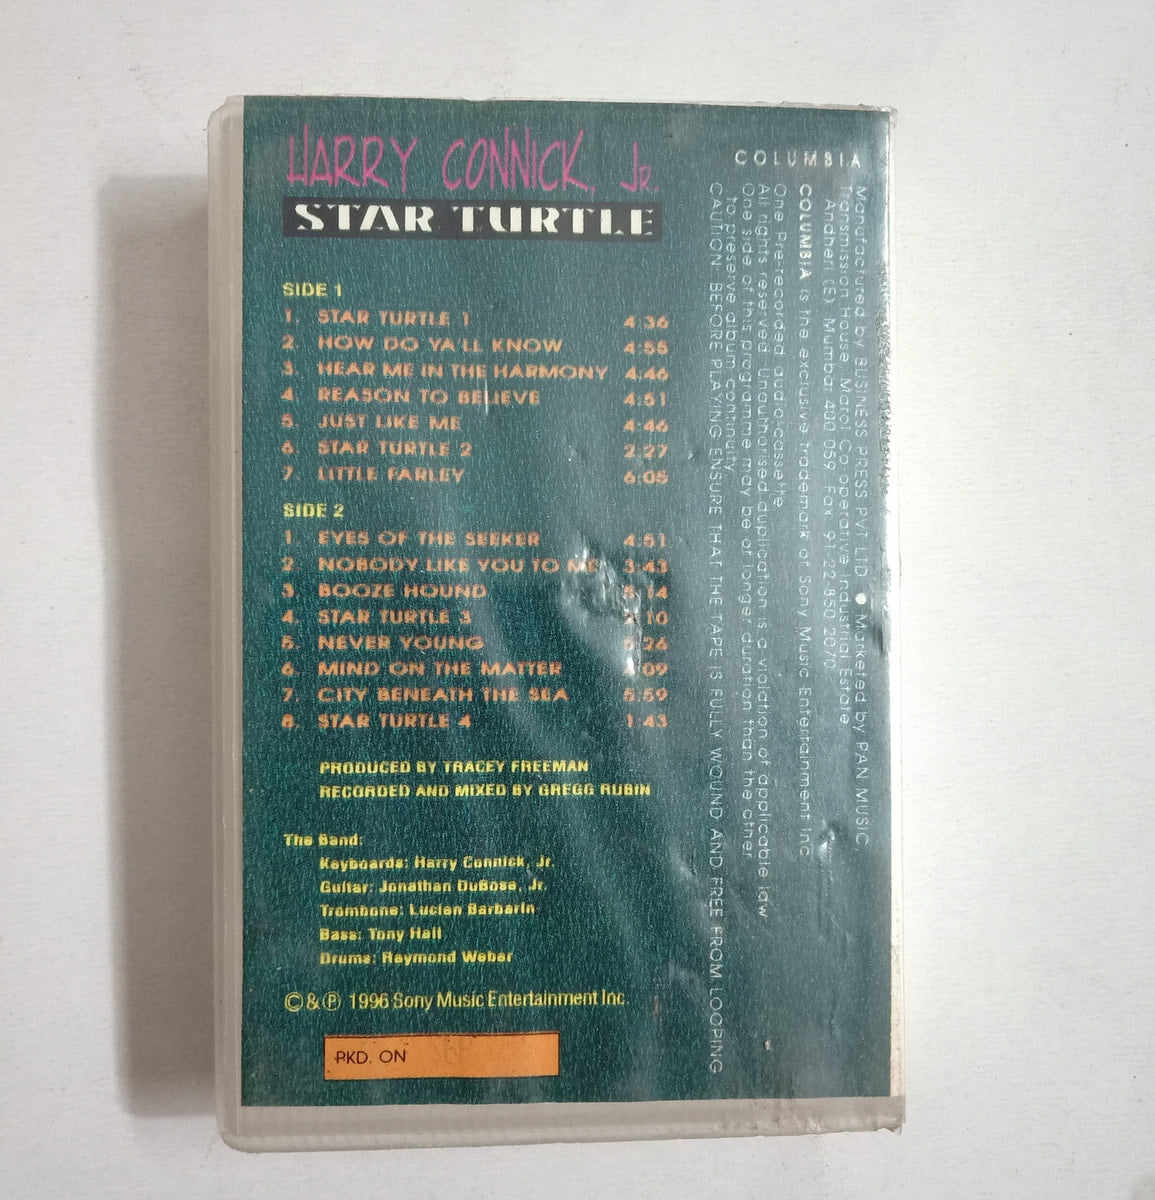 HARRY CONNICK, Jr.
STAR TURTLE
SIDE 1
1. STAR TURTLE 1 4:36
2. HOW DO YA'LL KNOW 4:55
3. HEAR ME IN THE HARMONY 4:46
4. REASON TO BELIEVE 4:51
5. JUST LIKE ME 4:46
6. STAR TURTLE 2 2:27
7. LITTLE FARLEY 6:05
SIDE 2
1. EYES OF THE SEEKER 4:51
2. NOBODY LIKE YOU TO ME 3:43
3. BOOZE HOUND :14
4. STAR TURTLE 3 :10
5. NEVER YOUNG :26
6. MIND ON THE MATTER :09
7. CITY BENEATH THE SEA 5:59
8. STAR TURTLE 4 1:43
PRODUCED BY TRACEY FREEMAN
RECORDED AND MIXED BY GREGG RUBIN
The Band:
Keyboards: Harry Connick, Jr.
Guitar: Jonathan DuBose, Jr.
Trombone: Lucien Barbarin
Bass: Tony Hall
Drums: Raymond Weber
© & ℗ 1996 Sony Music Entertainment Inc.
PKD. ON
COLUMBIA
Manufactured by BUSINESS PRESS PVT LTD ● Marketed by PAN MUSIC,
Transmission House, Marol Co operative Industrial Estate
Andheri (E) Mumbai 400 059 Fax 91-22-850 2070
COLUMBIA is the exclusive trademark of Sony Music Entertainment Inc
One Pre-recorded audio-cassette
All rights reserved Unauthorised duplication is a violation of applicable law
One side of this programme may be of longer duration than the other
to preserve album continuity
CAUTION: BEFORE PLAYING ENSURE THAT THE TAPE IS FULLY WOUND AND FREE FROM LOOPING